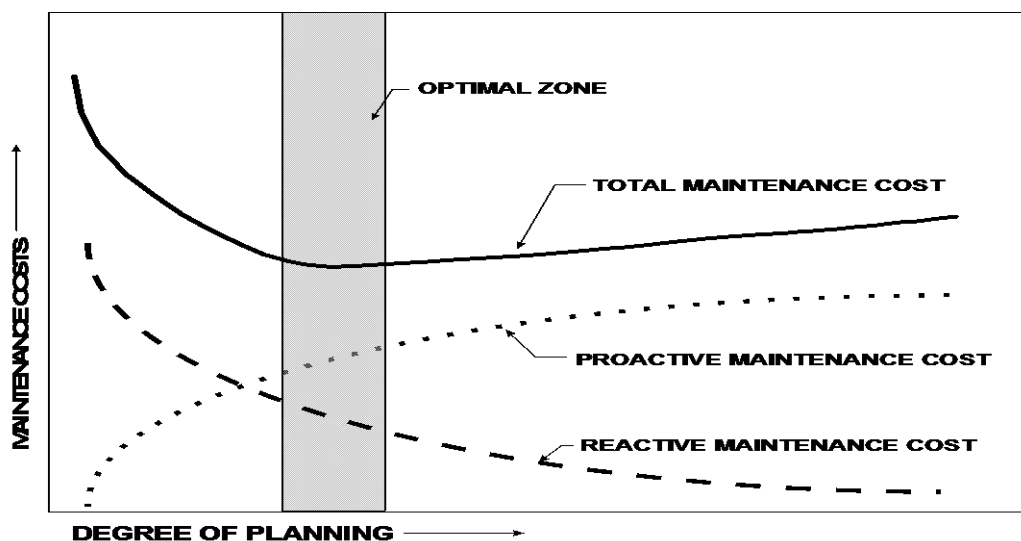 OPTIMAL ZONE
TOTAL MAINTENANCE COST
PROACTIVE MAINTENANCE COST
REACTIVE MAINTENANCE COST
MAINTENANCE COSTS
DEGREE OF PLANNING